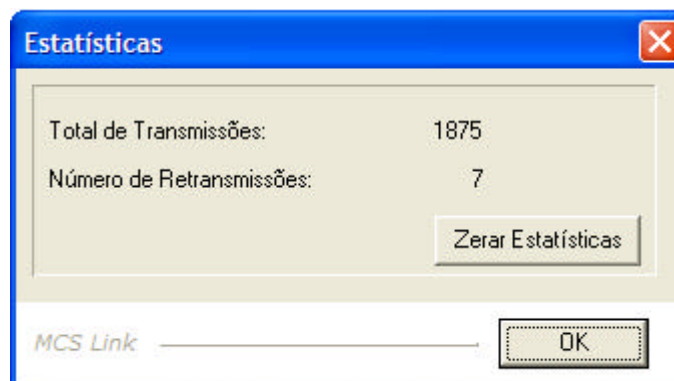 Estatísticas
Total de Transmissões: 1875
Número de Retransmissões: 7
Zerar Estatísticas
MCS Link
OK